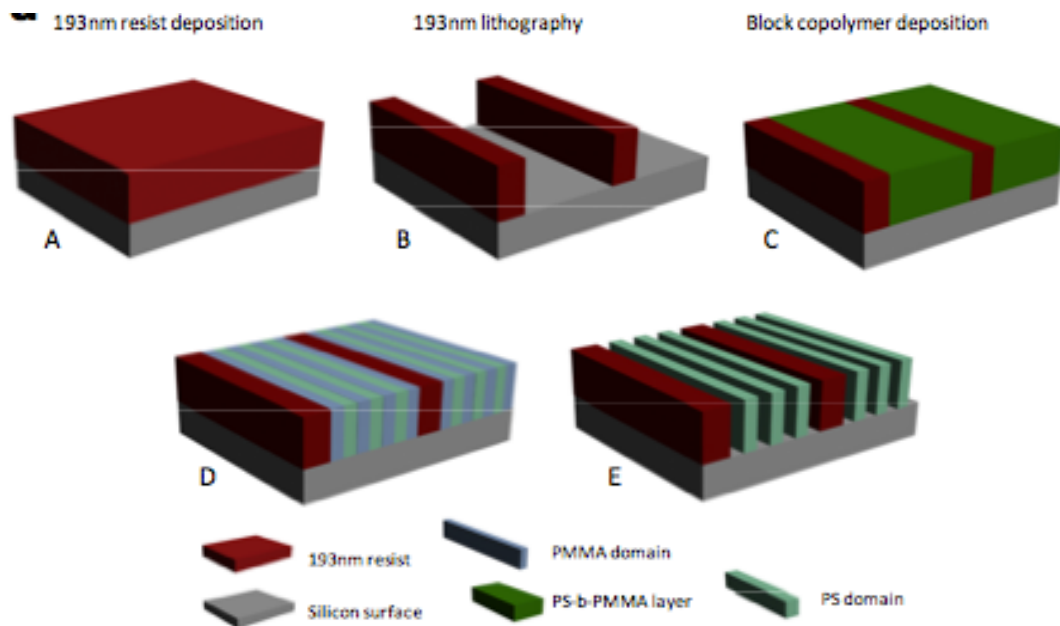 193nm resist deposition
193nm lithography
Block copolymer deposition
A
B
C
D
E
193nm resist
PMMA domain
Silicon surface
PS-b-PMMA layer
PS domain